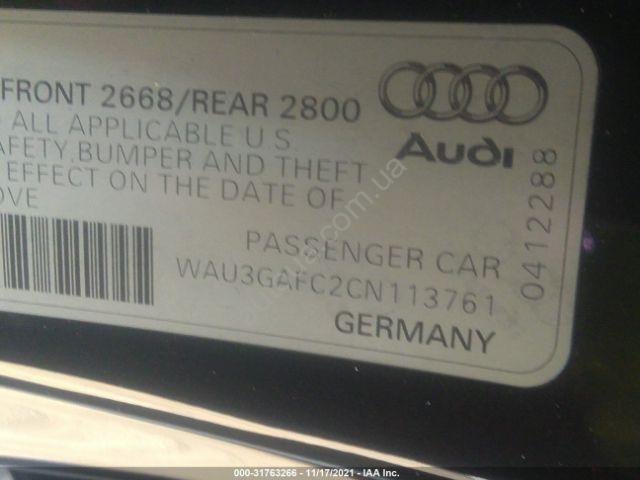 FRONT 2668/REAR 2800
ALL APPLICABLE U.S.
AFETY.BUMPER AND THEFT
EFFECT ON THE DATE OF
OVE
Audi
PASSENGER CAR
WAU3GAFC2CN113761
GERMANY
0412288
000-31763266 - 11/17/2021 - IAA Inc.